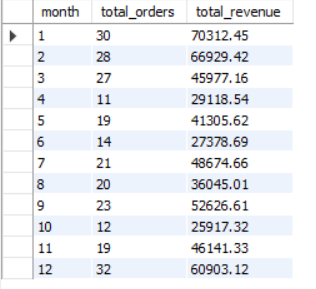 month total_orders total_revenue
1 30 70312.45
2 28 66929.42
3 27 45977.16
4 11 29118.54
5 19 41305.62
6 14 27378.69
7 21 48674.66
8 20 36045.01
9 23 52626.61
10 12 25917.32
11 19 46141.33
12 32 60903.12